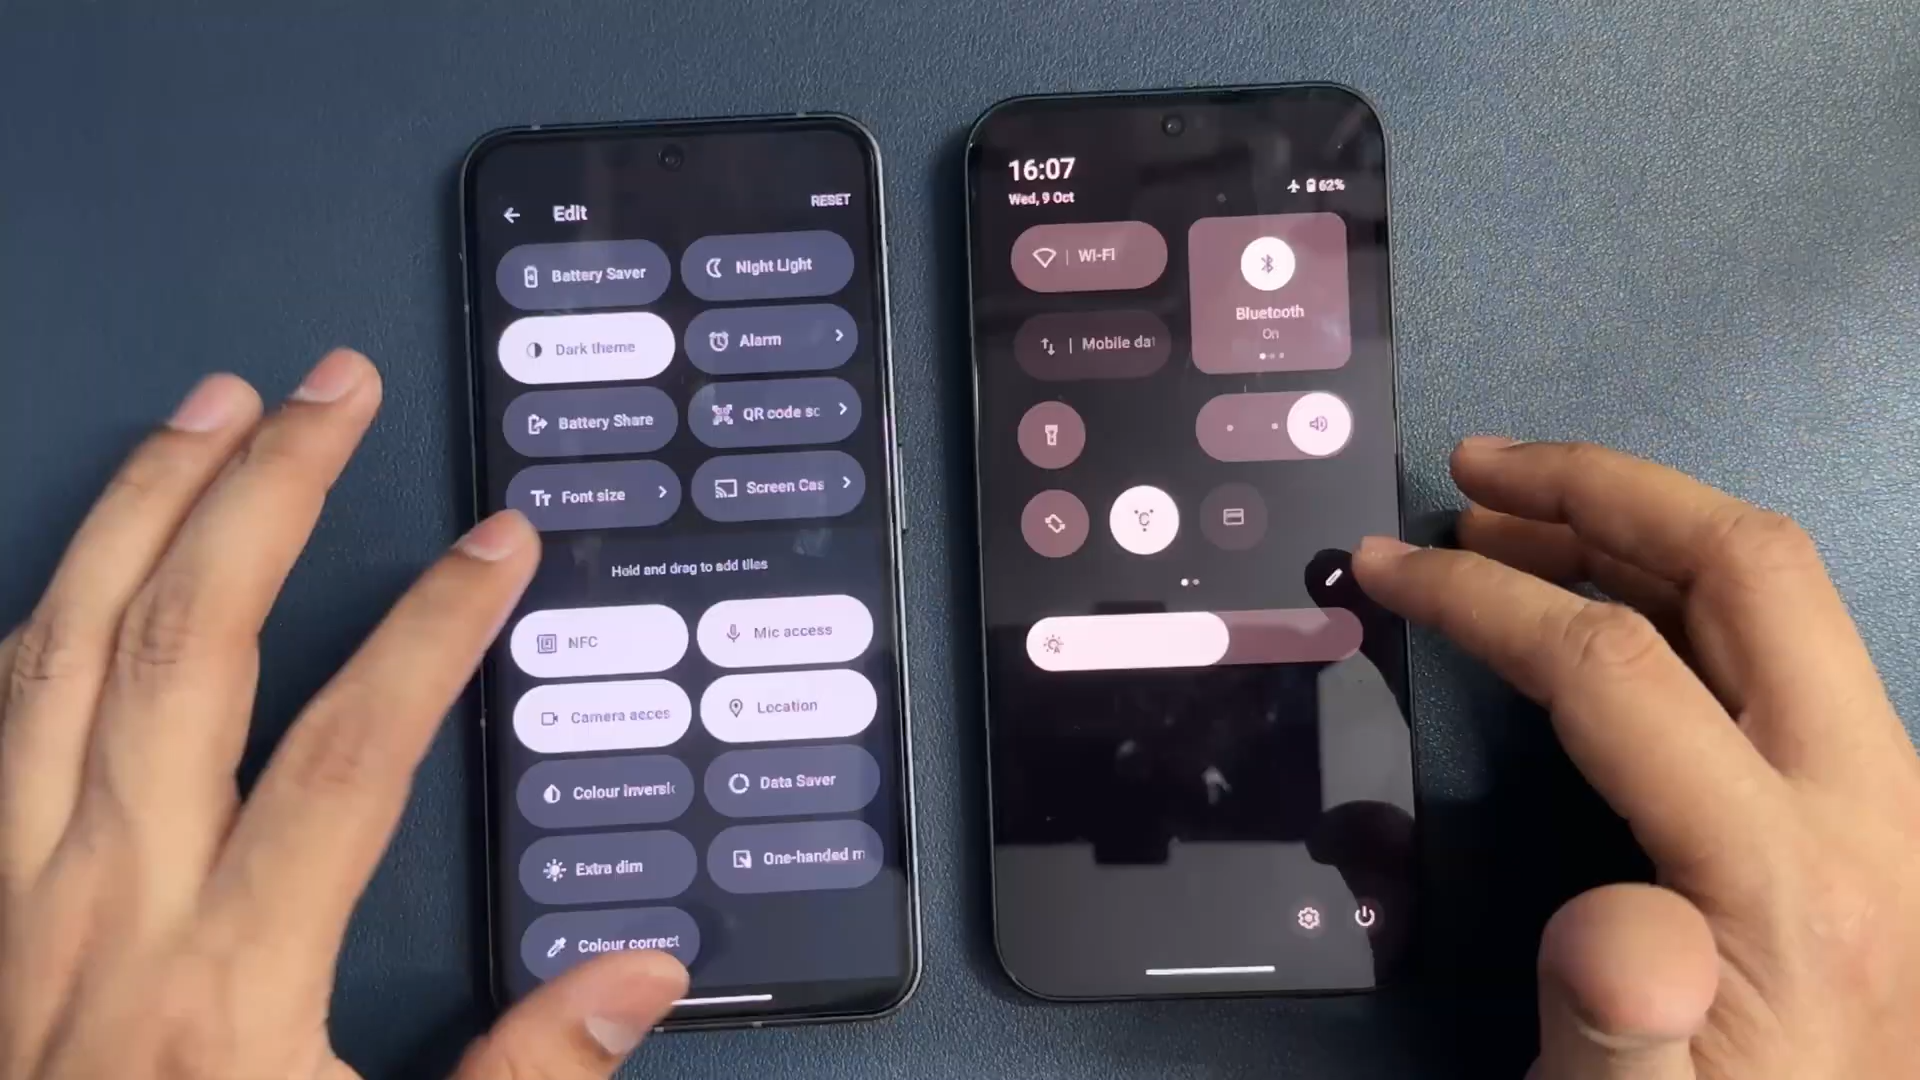 Edit
RESET
Battery Saver
Night Light
Dark theme
Alarm
Battery Share
QR code sc
Font size
Screen Cas
Hold and drag to add tiles
NFC
Mic access
Camera acces
Location
Colour Inversi
Data Saver
Extra dim
One-handed m
Colour correct
16:07
Wed, 9 Oct
62%
Wi-Fi
Bluetooth
On
Mobile dat
C